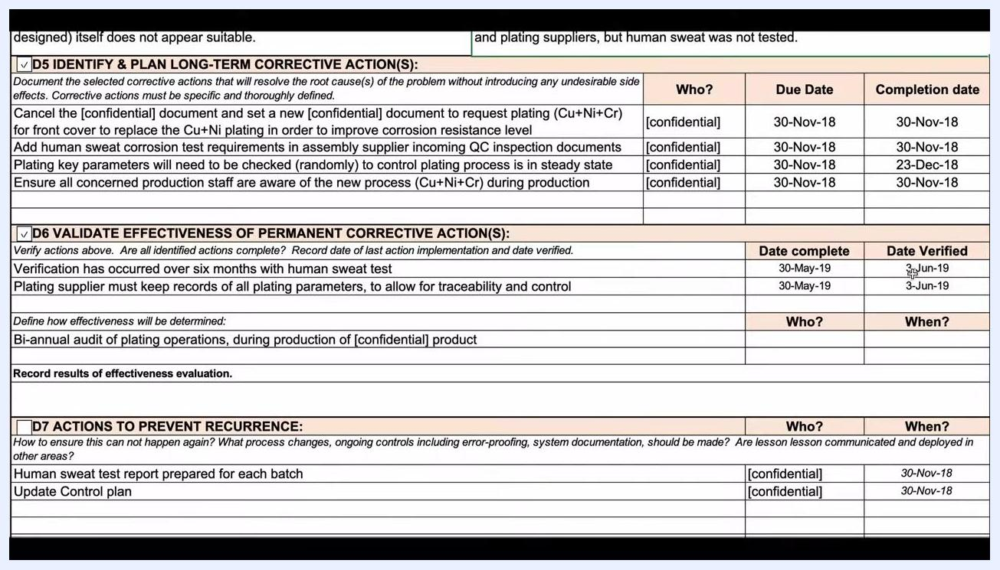 designed) itself does not appear suitable.
and plating suppliers, but human sweat was not tested.
D5 IDENTIFY & PLAN LONG-TERM CORRECTIVE ACTION(S):
Document the selected corrective actions that will resolve the root cause(s) of the problem without introducing any undesirable side
effects. Corrective actions must be specific and thoroughly defined.
Who?
Due Date
Completion date
Cancel the [confidential] document and set a new [confidential] document to request plating (Cu+Ni+Cr)
for front cover to replace the Cu+Ni plating in order to improve corrosion resistance level
[confidential]
30-Nov-18
30-Nov-18
Add human sweat corrosion test requirements in assembly supplier incoming QC inspection documents
[confidential]
30-Nov-18
30-Nov-18
Plating key parameters will need to be checked (randomly) to control plating process is in steady state
[confidential]
30-Nov-18
23-Dec-18
Ensure all concerned production staff are aware of the new process (Cu+Ni+Cr) during production
[confidential]
30-Nov-18
30-Nov-18
D6 VALIDATE EFFECTIVENESS OF PERMANENT CORRECTIVE ACTION(S):
Verify actions above. Are all identified actions complete? Record date of last action implementation and date verified.
Date complete
Date Verified
Verification has occurred over six months with human sweat test
30-May-19
3-Jun-19
Plating supplier must keep records of all plating parameters, to allow for traceability and control
30-May-19
3-Jun-19
Define how effectiveness will be determined:
Who?
When?
Bi-annual audit of plating operations, during production of [confidential] product
Record results of effectiveness evaluation.
D7 ACTIONS TO PREVENT RECURRENCE:
Who?
When?
How to ensure this can not happen again? What process changes, ongoing controls including error-proofing, system documentation, should be made? Are lesson lesson communicated and deployed in
other areas?
Human sweat test report prepared for each batch
[confidential]
30-Nov-18
Update Control plan
[confidential]
30-Nov-18